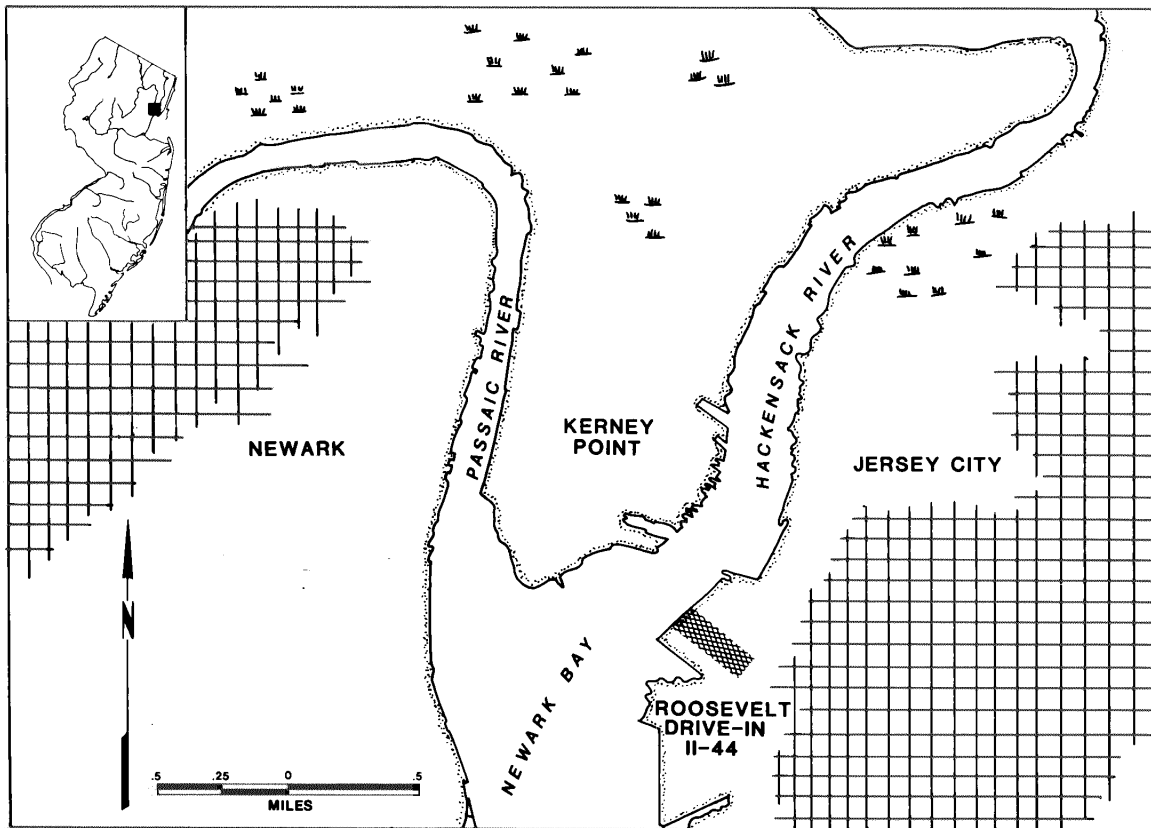 PASSAIC RIVER
HACKENSACK RIVER
NEWARK
KERNEY
POINT
JERSEY CITY
N
NEWARK BAY
ROOSEVELT
DRIVE-IN
II-44
.5 .25 0 .5
MILES